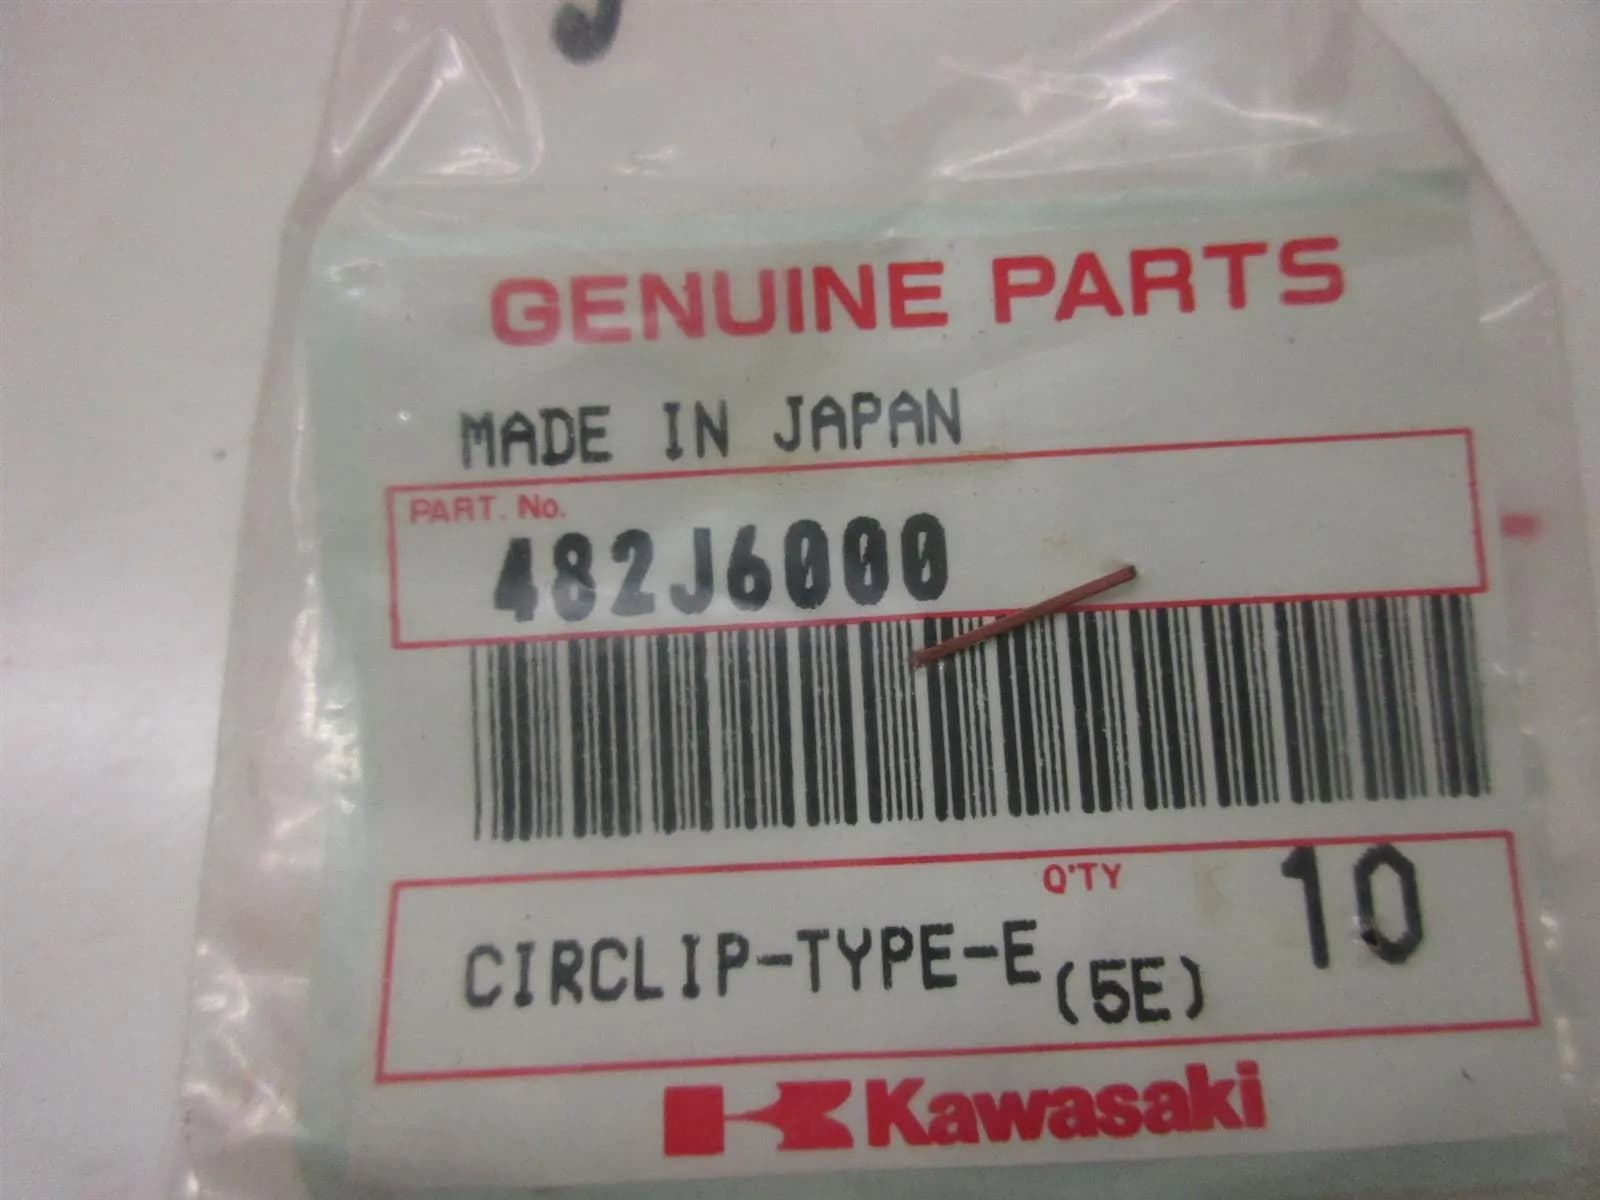 GENUINE PARTS
MADE IN JAPAN
PART. No.
482J6000
Q'TY
10
CIRCLIP-TYPE-E (5E)
Kawasaki